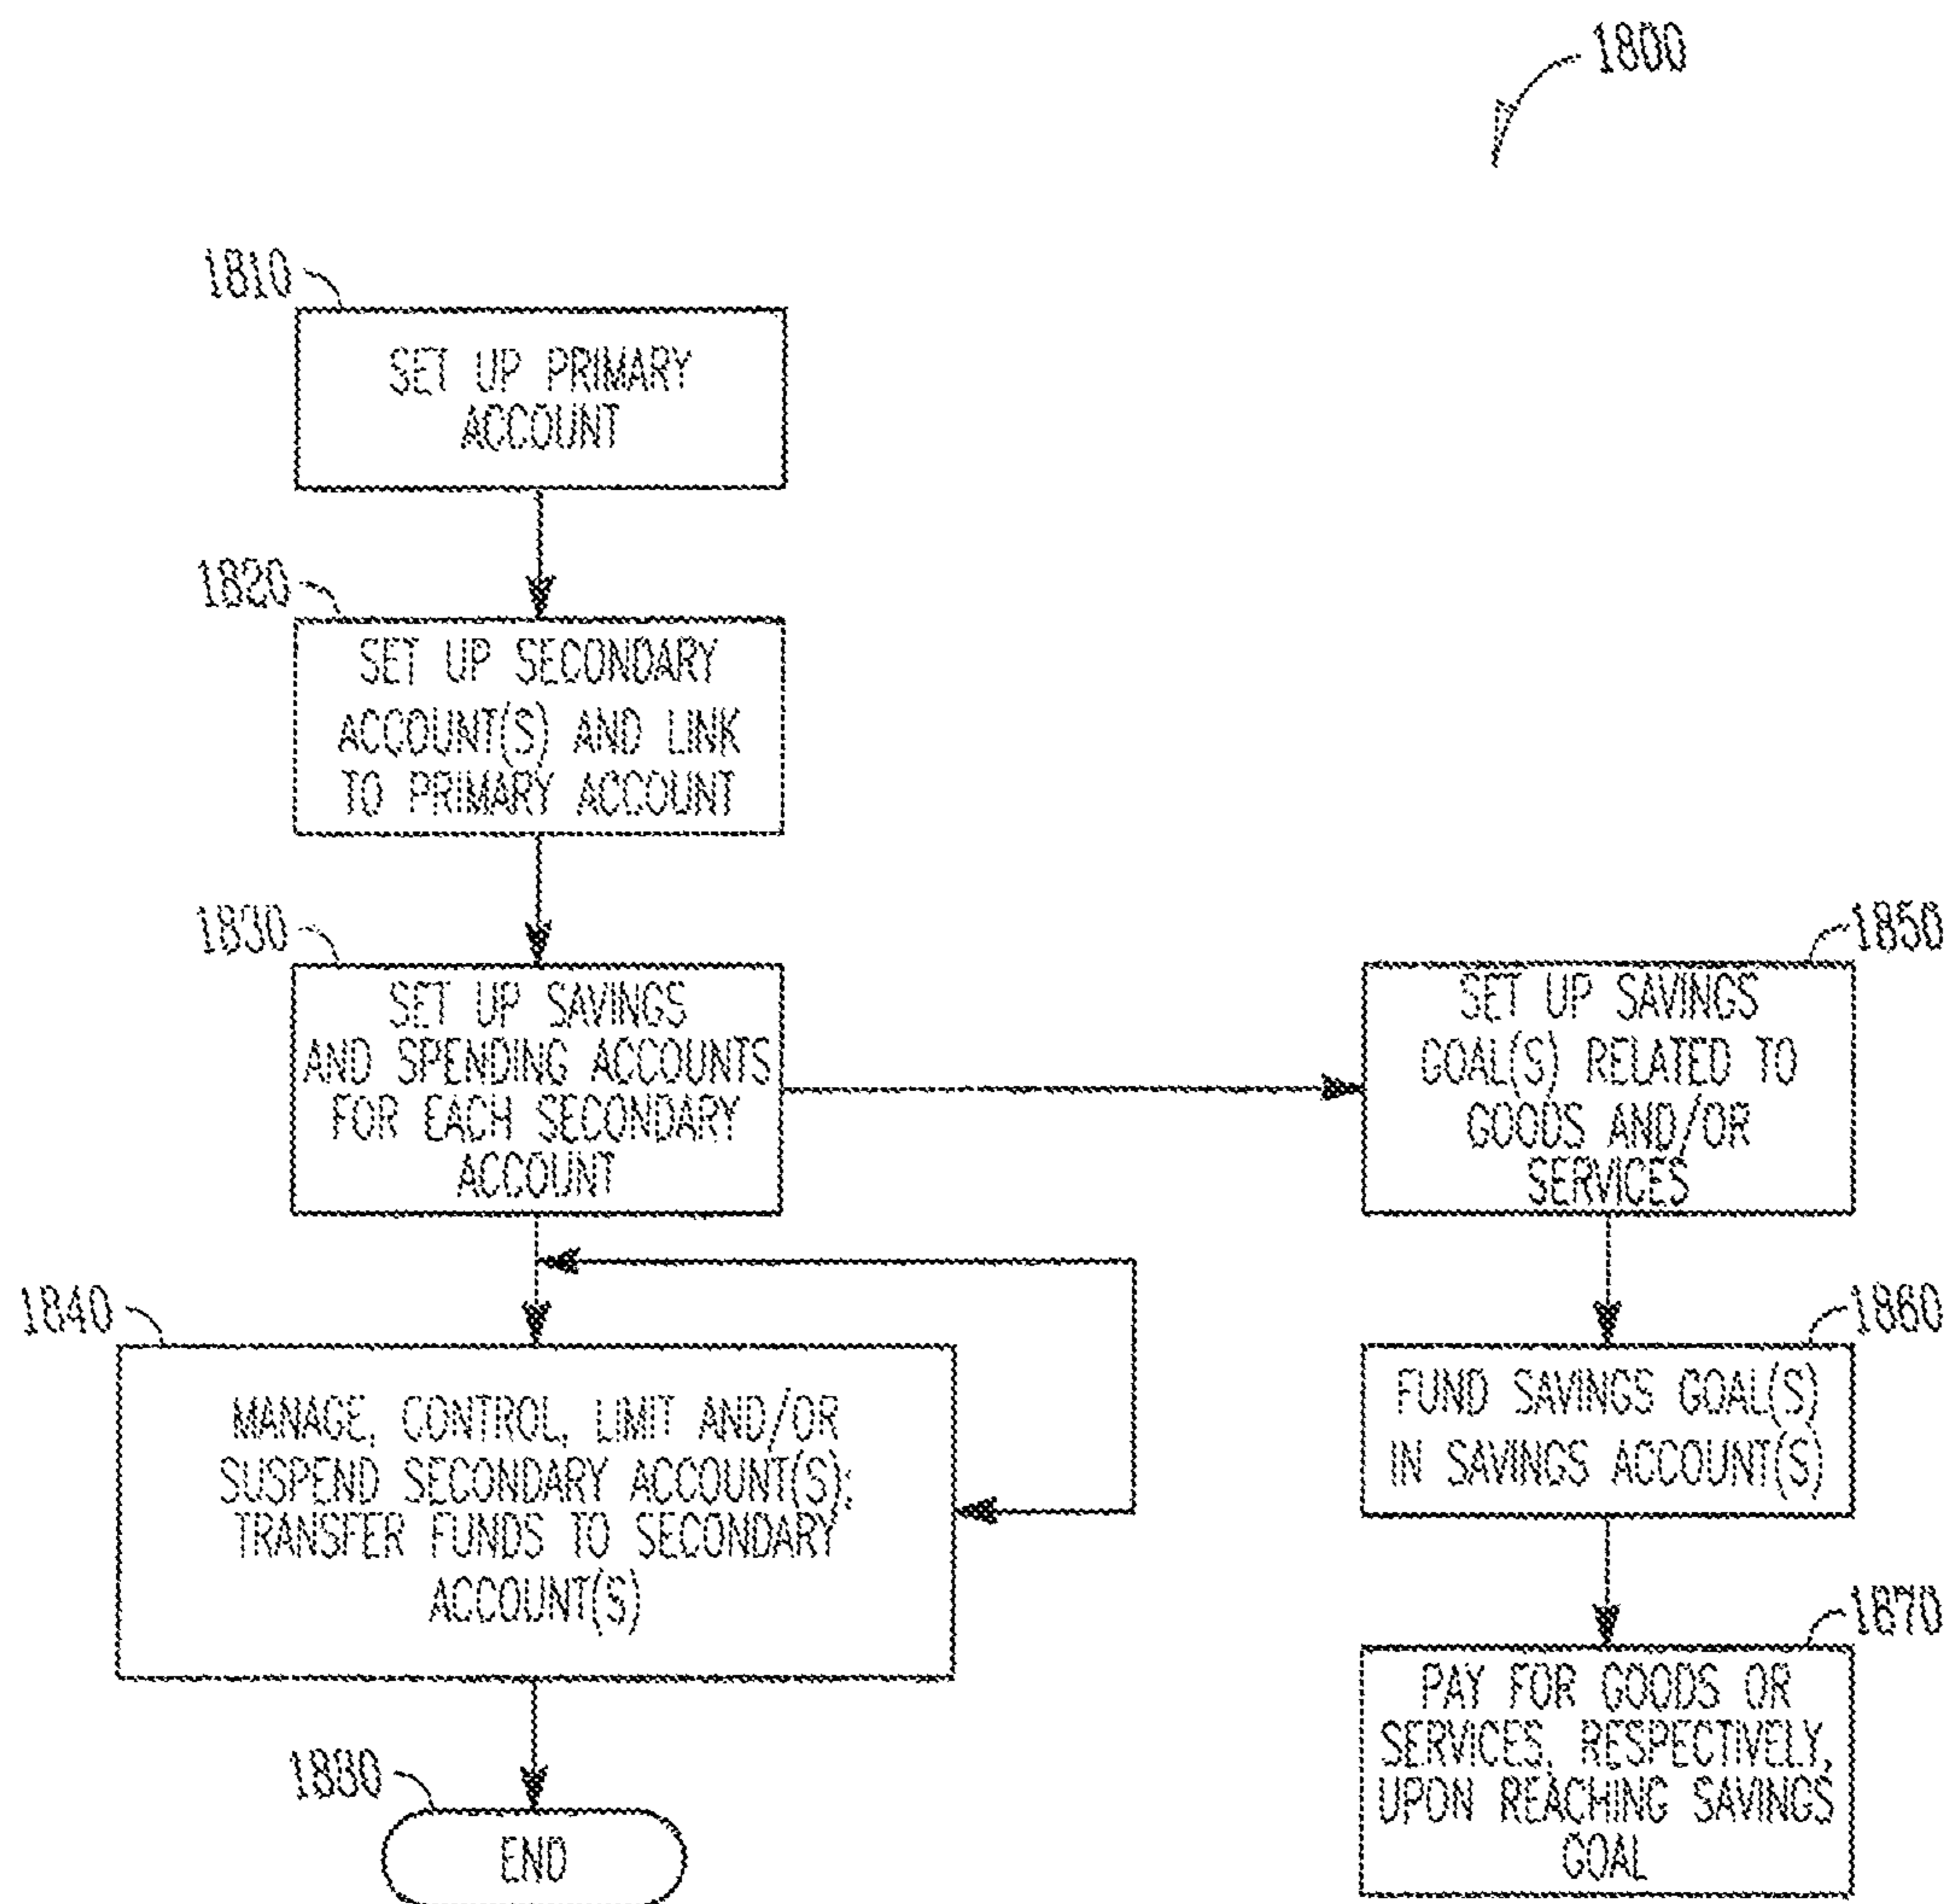 1800
1810
SET UP PRIMARY
ACCOUNT
1820
SET UP SECONDARY
ACCOUNT(S) AND LINK
TO PRIMARY ACCOUNT
1830
SET UP SAVINGS
AND SPENDING ACCOUNTS
FOR EACH SECONDARY
ACCOUNT
1850
SET UP SAVINGS
GOAL(S) RELATED TO
GOODS AND/OR
SERVICES
1840
MANAGE, CONTROL, LIMIT AND/OR
SUSPEND SECONDARY ACCOUNT(S);
TRANSFER FUNDS TO SECONDARY
ACCOUNT(S)
1860
FUND SAVINGS GOAL(S)
IN SAVINGS ACCOUNT(S)
1870
PAY FOR GOODS OR
SERVICES, RESPECTIVELY,
UPON REACHING SAVINGS
GOAL
1880
END